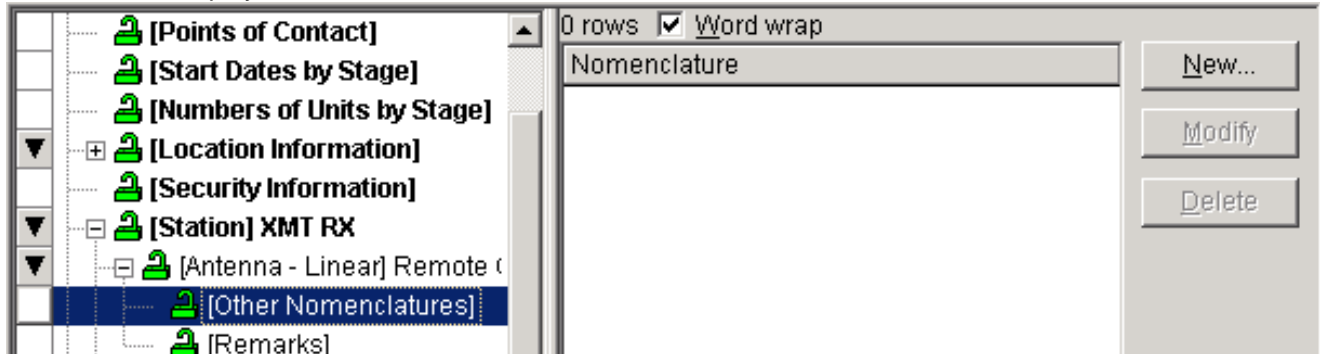 [Points of Contact]
[Start Dates by Stage]
[Numbers of Units by Stage]
[Location Information]
[Security Information]
[Station] XMT RX
[Antenna - Linear] Remote
[Other Nomenclatures]
[Remarks]
0 rows Word wrap
Nomenclature
New...
Modify
Delete